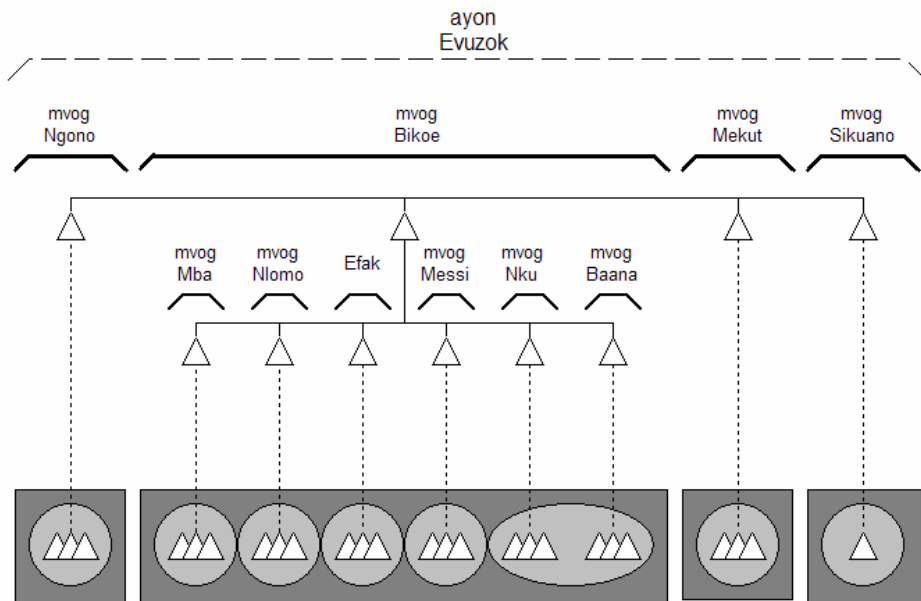 ayon
Evuzok
mvog
Ngono
mvog
Bikoe
mvog
Mekut
mvog
Sikuano
mvog
Mba
mvog
Nlomo
Efak
mvog
Messi
mvog
Nku
mvog
Baana